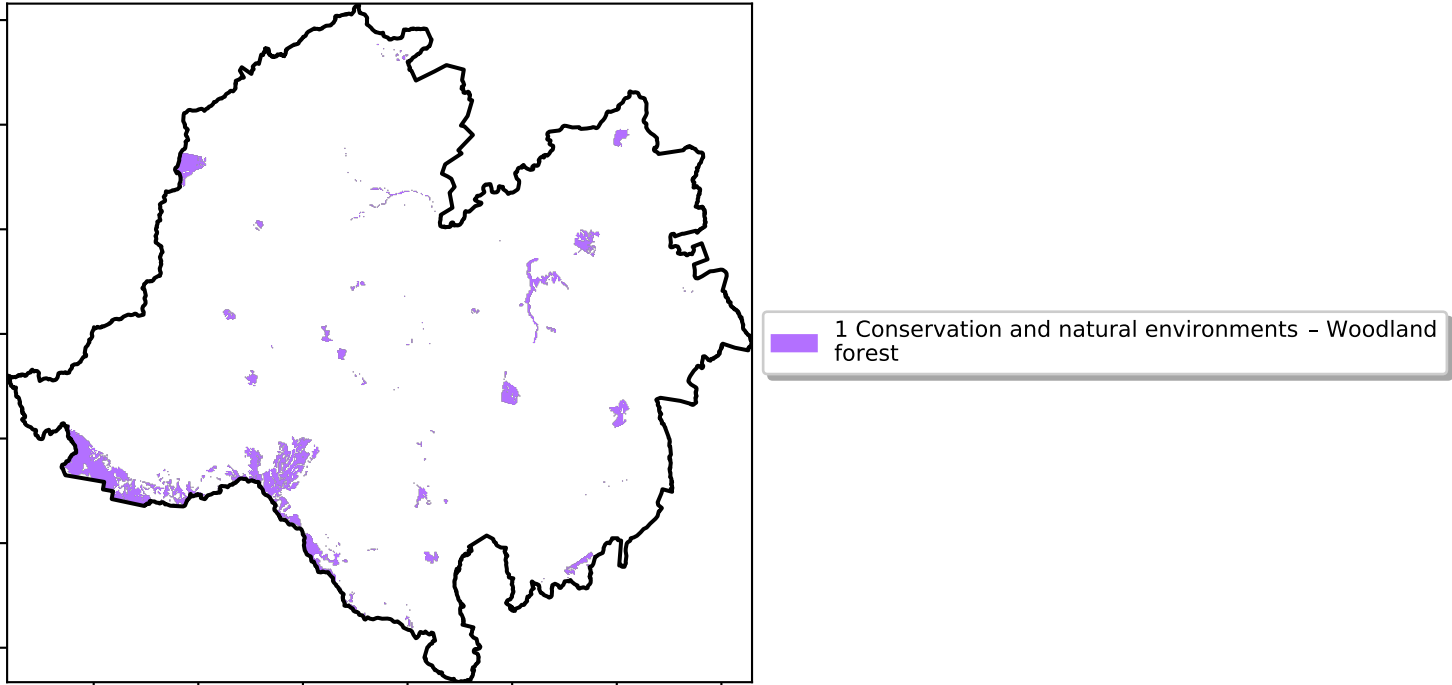 1 Conservation and natural environments – Woodland
forest